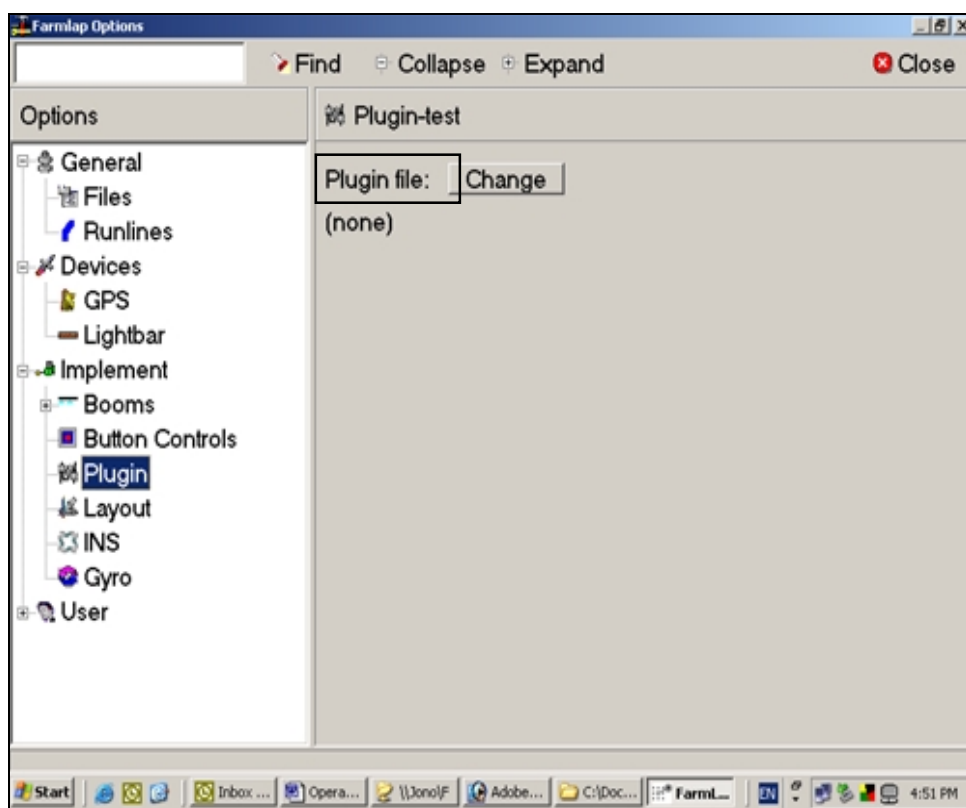 Farmlap Options
Find Collapse Expand Close
Options
Plugin-test
General
Files
Runlines
Devices
GPS
Lightbar
Implement
Booms
Button Controls
Plugin
Layout
INS
Gyro
User
Plugin file: Change
(none)
Start Inbox ... Opera... \\Jono\F Adobe... C:\Doc... FarmL... EN 4:51 PM